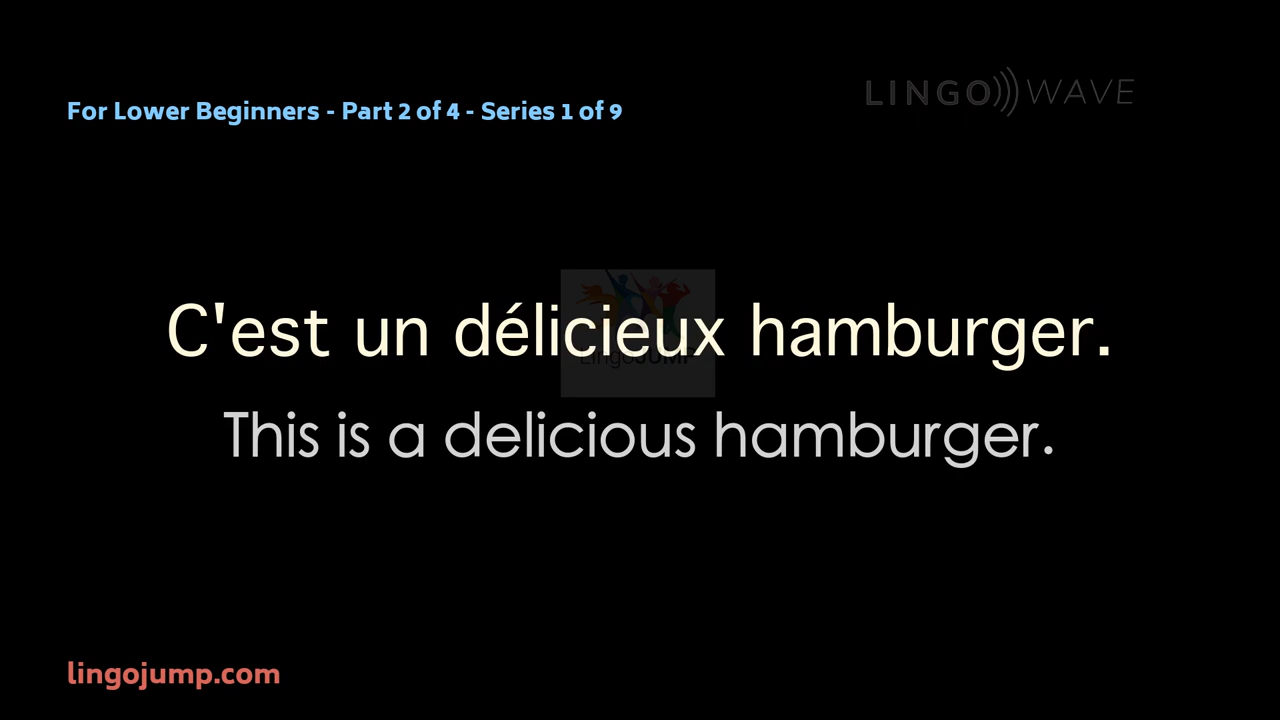 LINGO WAVE
For Lower Beginners - Part 2 of 4 - Series 1 of 9
C'est un délicieux hamburger.
LingoJUMP
This is a delicious hamburger.
lingojump.com